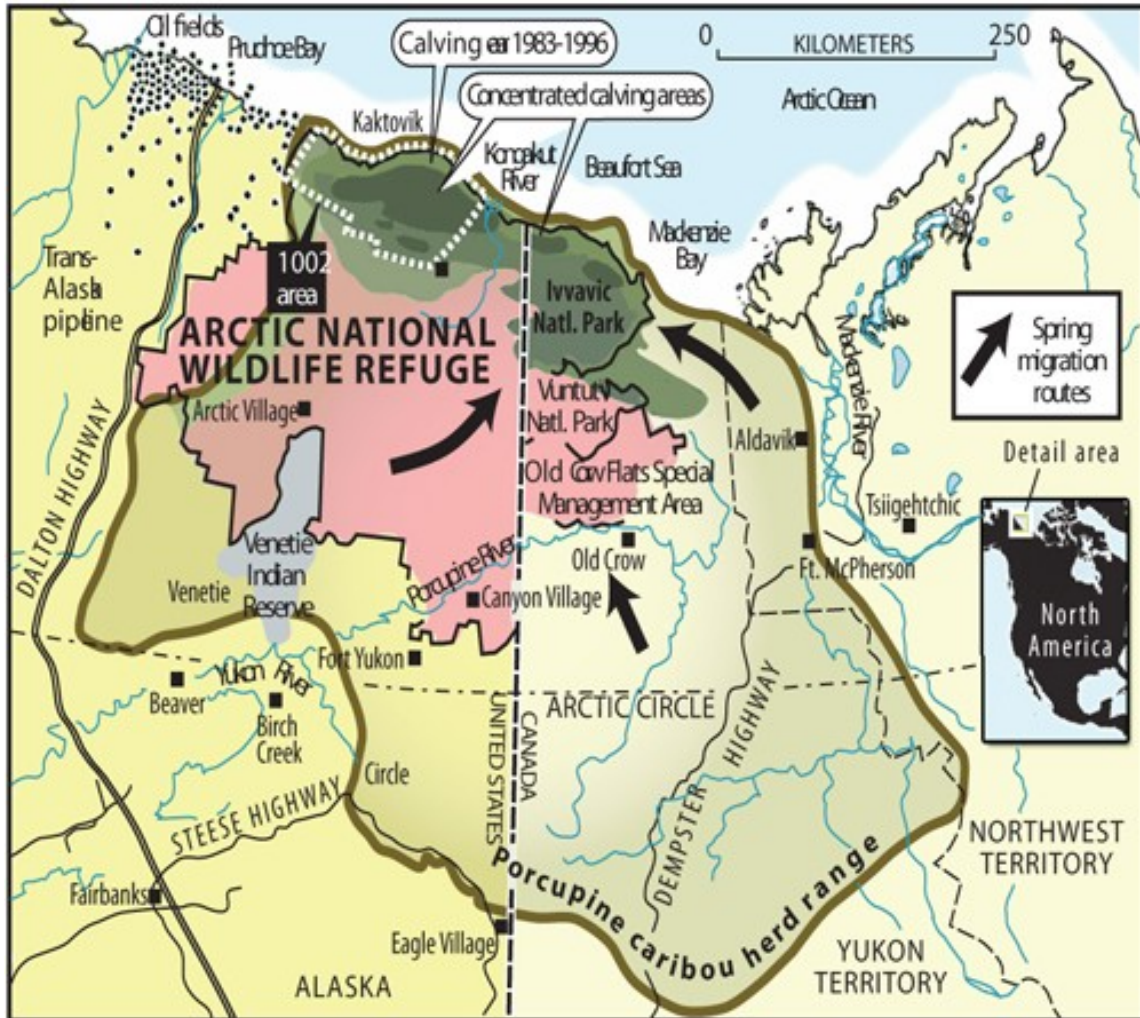 Oil fields
Prudhoe Bay
Calving ear 1983-1996
0 KILOMETERS 250
Concentrated calving areas
Arctic Ocean
Kaktovik
Kongakut
River
Beaufort Sea
Mackenzie
Bay
Trans-
Alaska
pipeline
1002
area
Ivvavic
Natl. Park
ARCTIC NATIONAL
WILDLIFE REFUGE
Spring
migration
routes
Mackenzie River
Arctic Village
Vuntut
Natl. Park
Aldavik
Detail area
Old Crow Flats Special
Management Area
Tsiigehtchic
DALTON HIGHWAY
Venetie
Indian
Reserve
Venetie
Porcupine River
Old Crow
Ft. McPherson
Canyon Village
North
America
Fort Yukon
Yukon River
Beaver
Birch
Creek
ARCTIC CIRCLE
UNITED STATES
CANADA
DEMPSTER HIGHWAY
Circle
STEESE HIGHWAY
NORTHWEST
TERRITORY
Porcupine caribou herd range
Fairbanks
Eagle Village
ALASKA
YUKON
TERRITORY